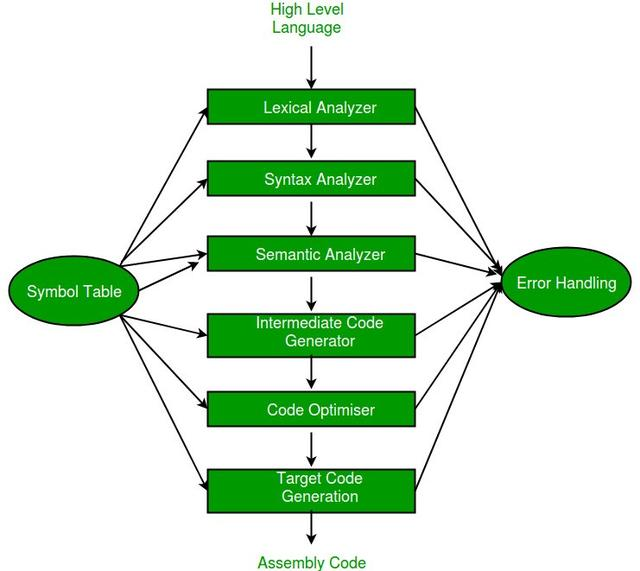 High Level
Language
Lexical Analyzer
Syntax Analyzer
Semantic Analyzer
Symbol Table
Error Handling
Intermediate Code
Generator
Code Optimiser
Target Code
Generation
Assembly Code